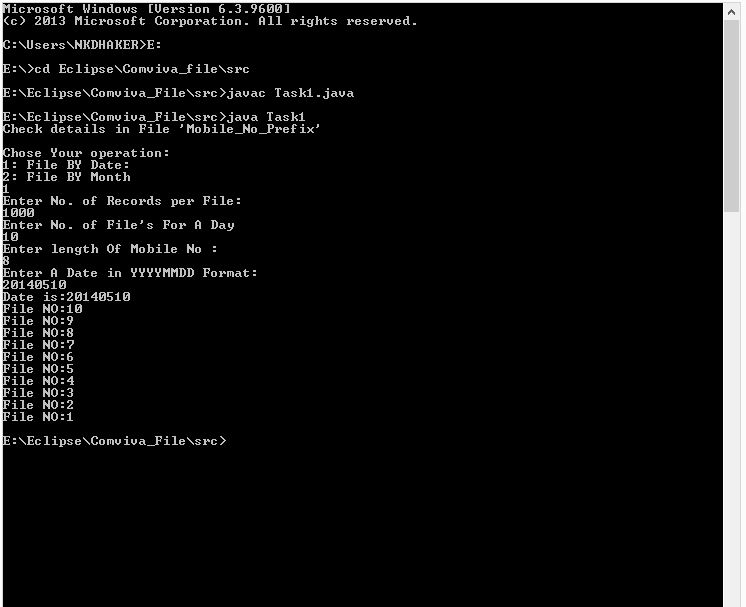 Microsoft Windows [Version 6.3.9600]
(c) 2013 Microsoft Corporation. All rights reserved.
C:\Users\NKDHAKER>E:
E:\>cd Eclipse\Comviva_file\src
E:\Eclipse\Comviva_File\src>javac Task1.java
E:\Eclipse\Comviva_File\src>java Task1
Check details in File 'Mobile_No_Prefix'
Chose Your operation:
1: File BY Date:
2: File BY Month
1
Enter No. of Records per File:
1000
Enter No. of File's For A Day
10
Enter length Of Mobile No :
8
Enter A Date in YYYYMMDD Format:
20140510
Date is:20140510
File NO:10
File NO:9
File NO:8
File NO:7
File NO:6
File NO:5
File NO:4
File NO:3
File NO:2
File NO:1
E:\Eclipse\Comviva_File\src>